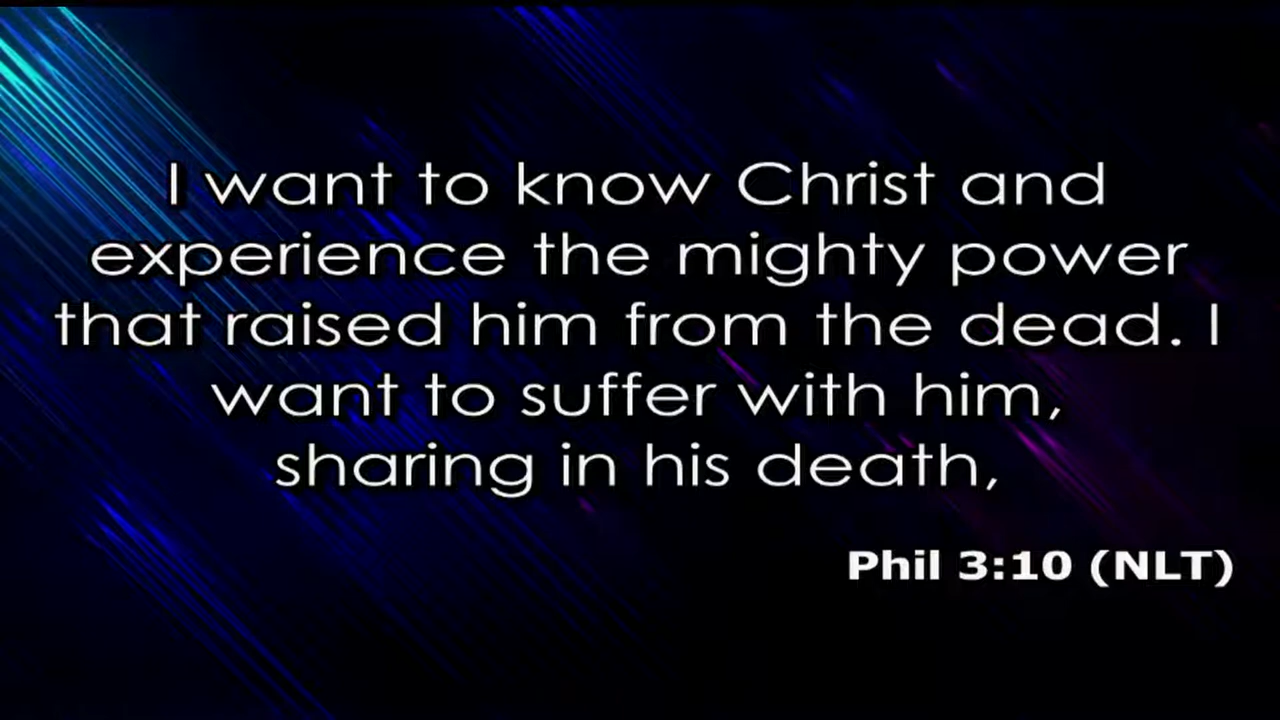 I want to know Christ and
experience the mighty power
that raised him from the dead. I
want to suffer with him,
sharing in his death,
Phil 3:10 (NLT)